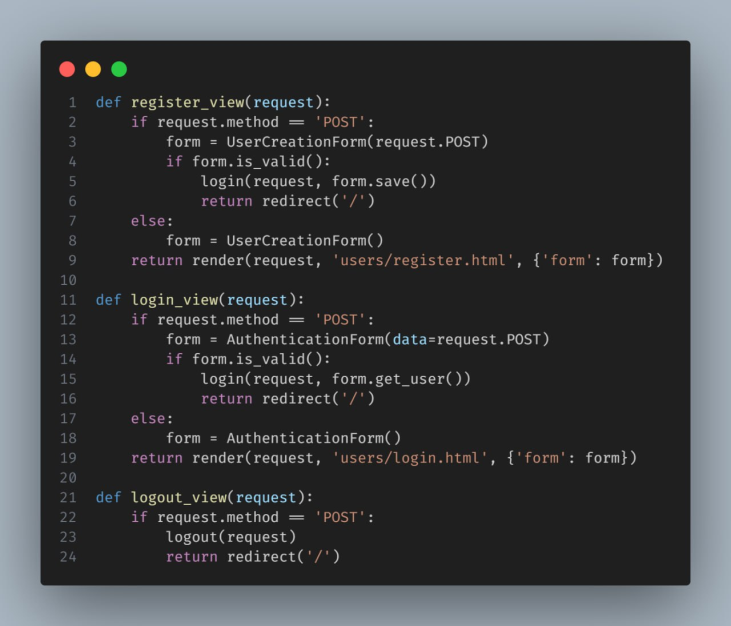 1 def register_view(request):
2     if request.method == 'POST':
3         form = UserCreationForm(request.POST)
4         if form.is_valid():
5             login(request, form.save())
6             return redirect('/')
7     else:
8         form = UserCreationForm()
9     return render(request, 'users/register.html', {'form': form})
10
11 def login_view(request):
12     if request.method == 'POST':
13         form = AuthenticationForm(data=request.POST)
14         if form.is_valid():
15             login(request, form.get_user())
16             return redirect('/')
17     else:
18         form = AuthenticationForm()
19     return render(request, 'users/login.html', {'form': form})
20
21 def logout_view(request):
22     if request.method == 'POST':
23         logout(request)
24         return redirect('/')